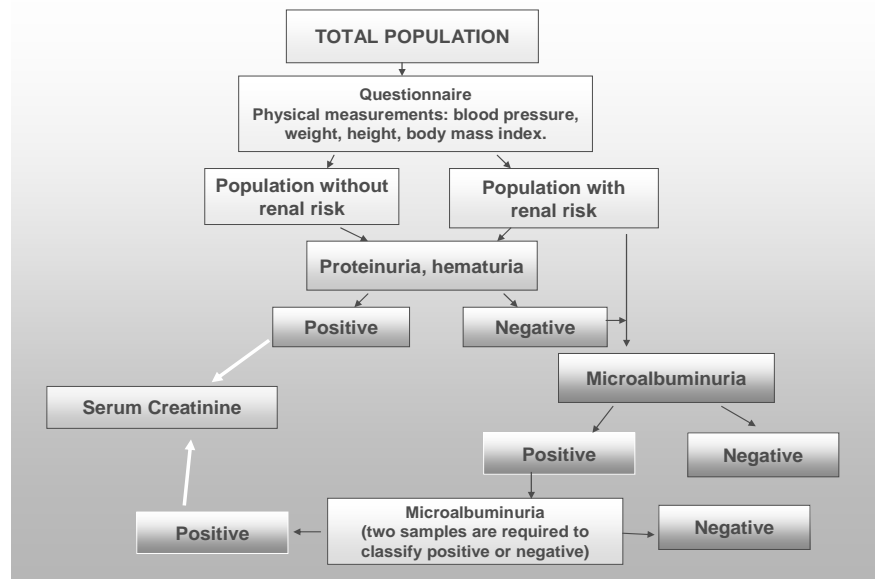 TOTAL POPULATION
Questionnaire
Physical measurements: blood pressure,
weight, height, body mass index.
Population without
renal risk
Population with
renal risk
Proteinuria, hematuria
Positive
Negative
Microalbuminuria
Serum Creatinine
Positive
Negative
Microalbuminuria
(two samples are required to
classify positive or negative)
Positive
Negative